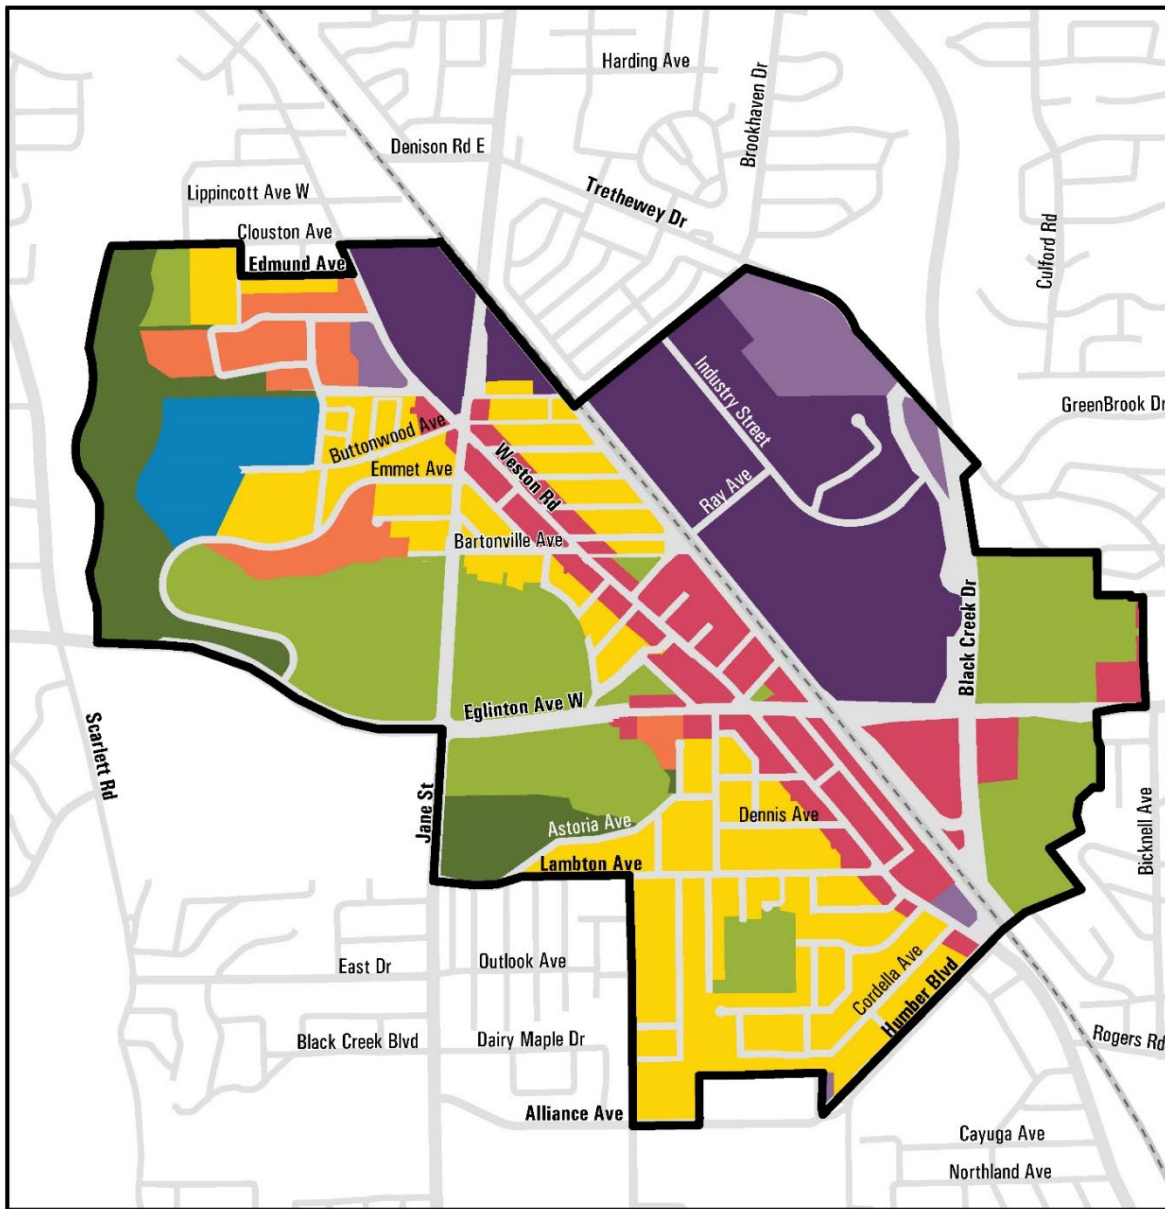 Harding Ave
Brookhaven Dr
Denison Rd E
Lippincott Ave W
Trethewey Dr
Clouston Ave
Culford Rd
Edmund Ave
Industry Street
GreenBrook Dr
Buttonwood Ave
Emmet Ave
Weston Rd
Ray Ave
Bartonville Ave
Black Creek Dr
Eglinton Ave W
Scarlett Rd
Jane St
Dennis Ave
Astoria Ave
Bicknell Ave
Lambton Ave
East Dr
Outlook Ave
Cordella Ave
Humber Blvd
Black Creek Blvd
Dairy Maple Dr
Rogers Rd
Alliance Ave
Cayuga Ave
Northland Ave